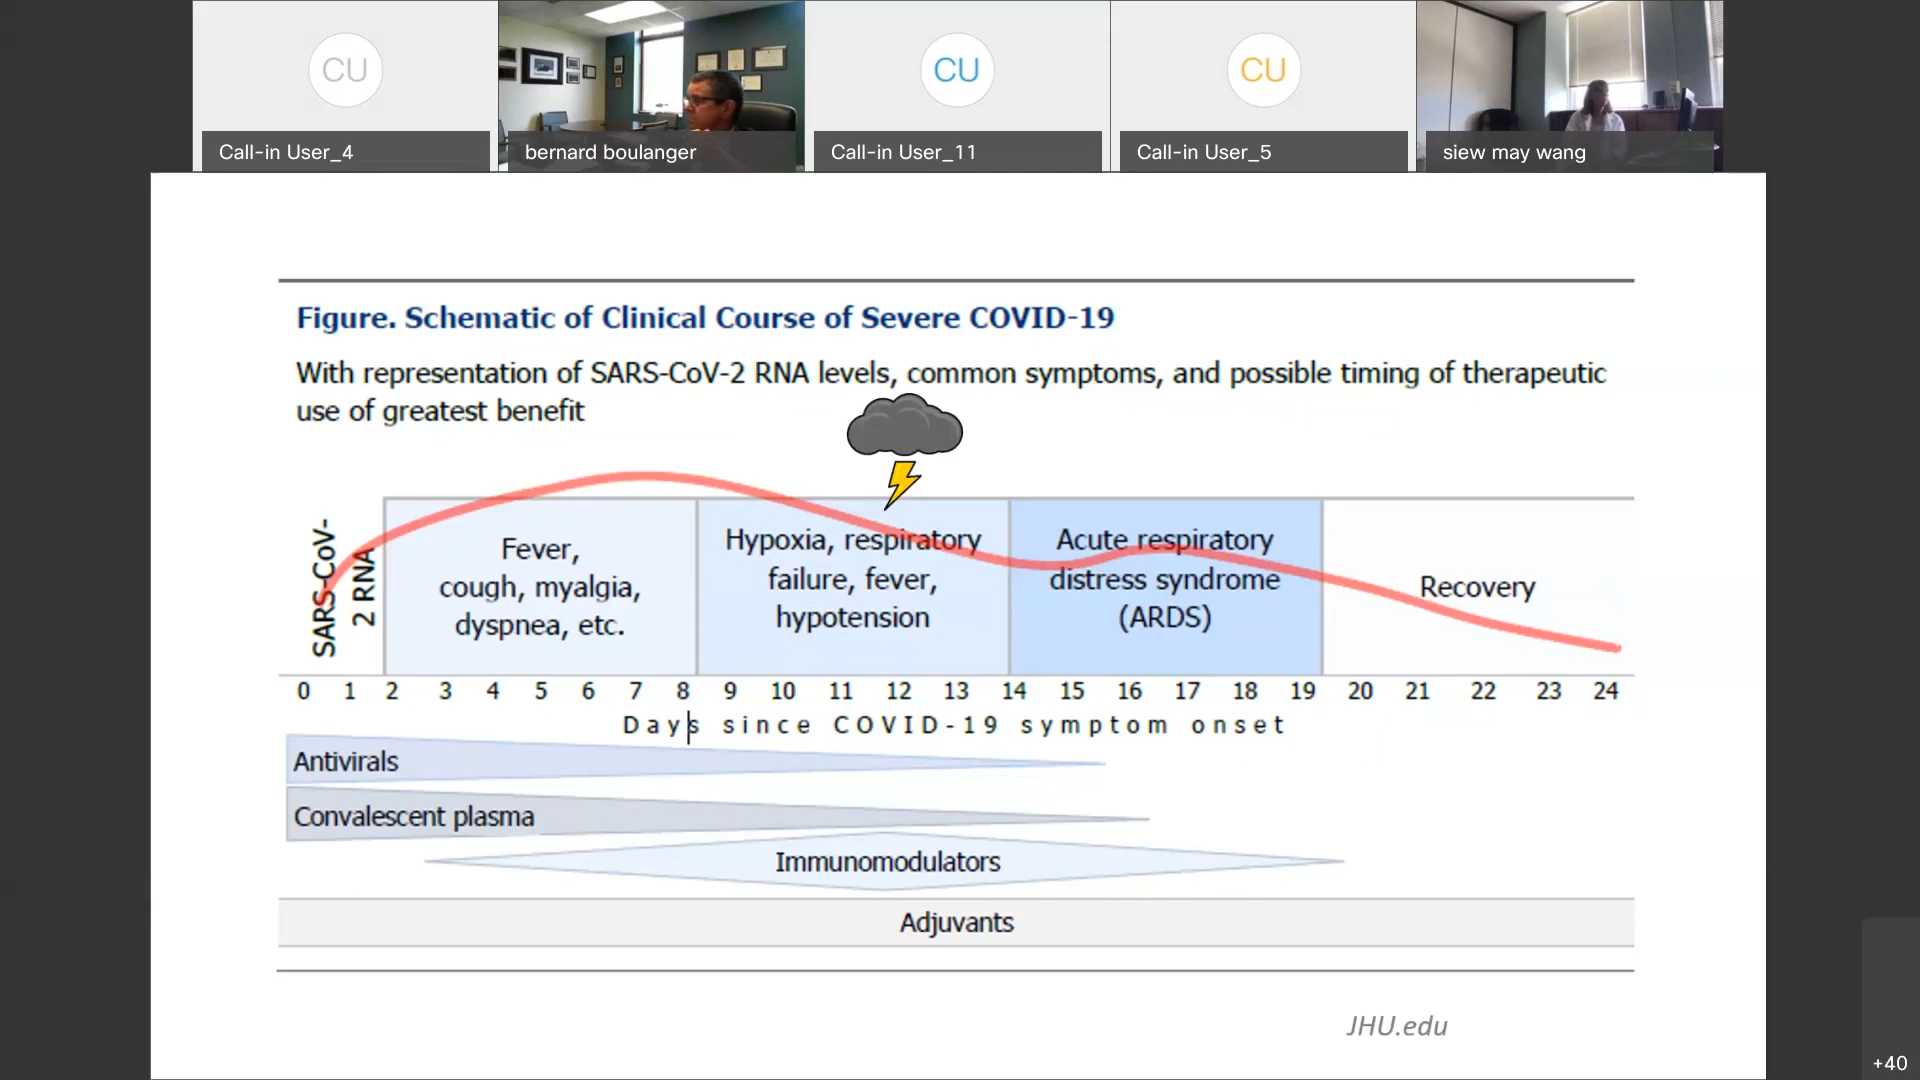 CU
CU
CU
Call-in User_4
bernard boulanger
Call-in User_11
Call-in User_5
siew may wang
Figure. Schematic of Clinical Course of Severe COVID-19
With representation of SARS-CoV-2 RNA levels, common symptoms, and possible timing of therapeutic
use of greatest benefit
SARS-CoV-
2 RNA
Fever,
cough, myalgia,
dyspnea, etc.
Hypoxia, respiratory
failure, fever,
hypotension
Acute respiratory
distress syndrome
(ARDS)
Recovery
0 1 2 3 4 5 6 7 8 9 10 11 12 13 14 15 16 17 18 19 20 21 22 23 24
Days since COVID-19 symptom onset
Antivirals
Convalescent plasma
Immunomodulators
Adjuvants
JHU.edu
+40